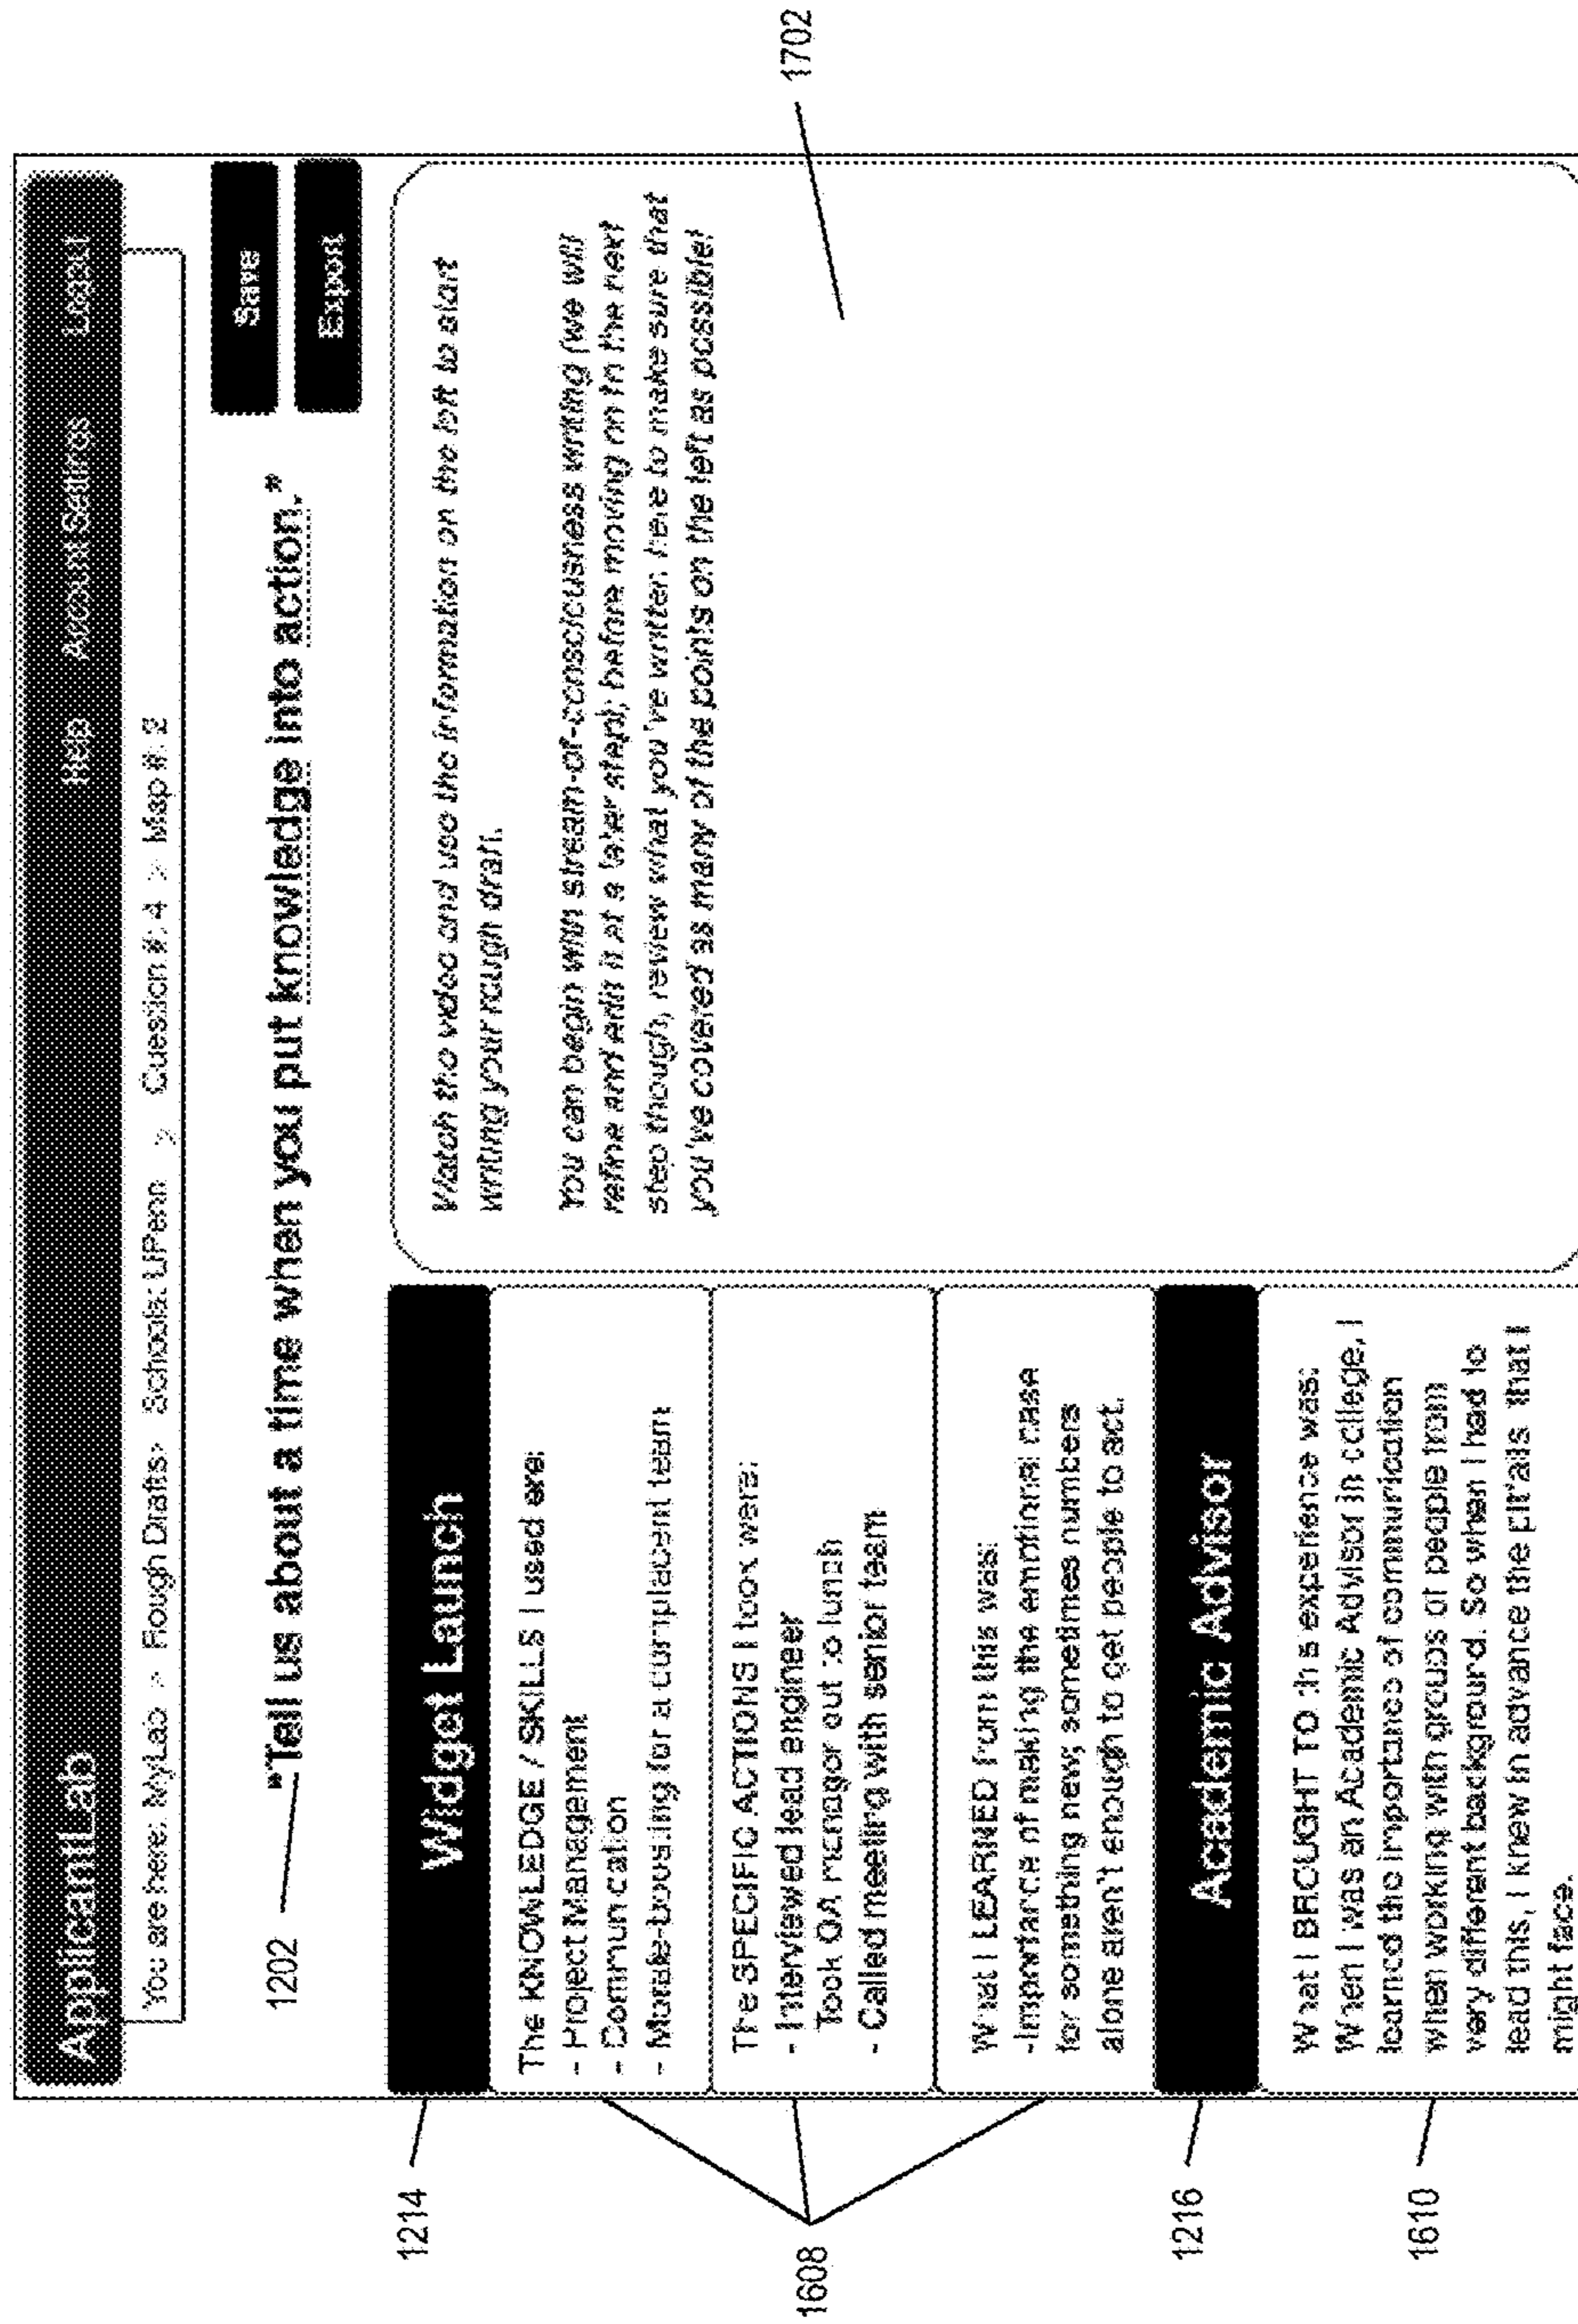 ApplicantLab Help Account Settings Logout
You are here: MyLab > Rough Drafts > Schools: UPenn > Question #: 4 > Map #: 2
Save
Export
1202
"Tell us about a time when you put knowledge into action."
1214
Widget Launch
The KNOWLEDGE / SKILLS I used are:
- Project Management
- Communication
- Morale-boosting for a complacent team
1608
The SPECIFIC ACTIONS I took were:
- Interviewed lead engineer
Took QA manager out to lunch
- Called meeting with senior team
What I LEARNED from this was:
-Importance of making the emotional case
for something new; sometimes numbers
alone aren't enough to get people to act.
1216
Academic Advisor
1610
What I BROUGHT TO this experience was:
When I was an Academic Advisor in college, I
learned the importance of communication
when working with groups of people from
very different background. So when I had to
lead this, I knew in advance the pitfalls that I
might face.
Watch the video and use the information on the left to start
writing your rough draft.
You can begin with stream-of-consciousness writing (we will
refine and edit it at a later step); before moving on to the next
step though, review what you've written here to make sure that
you've covered as many of the points on the left as possible!
1702